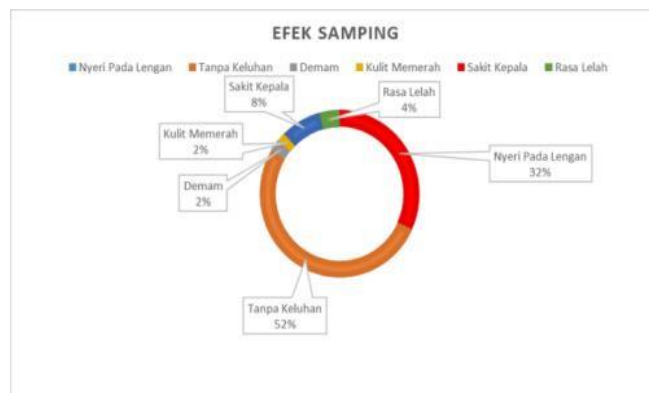 EFEK SAMPING
Nyeri Pada Lengan Tanpa Keluhan Demam Kulit Memerah Sakit Kepala Rasa Lelah
Sakit Kepala
8%
Rasa Lelah
4%
Kulit Memerah
2%
Nyeri Pada Lengan
32%
Demam
2%
Tanpa Keluhan
52%